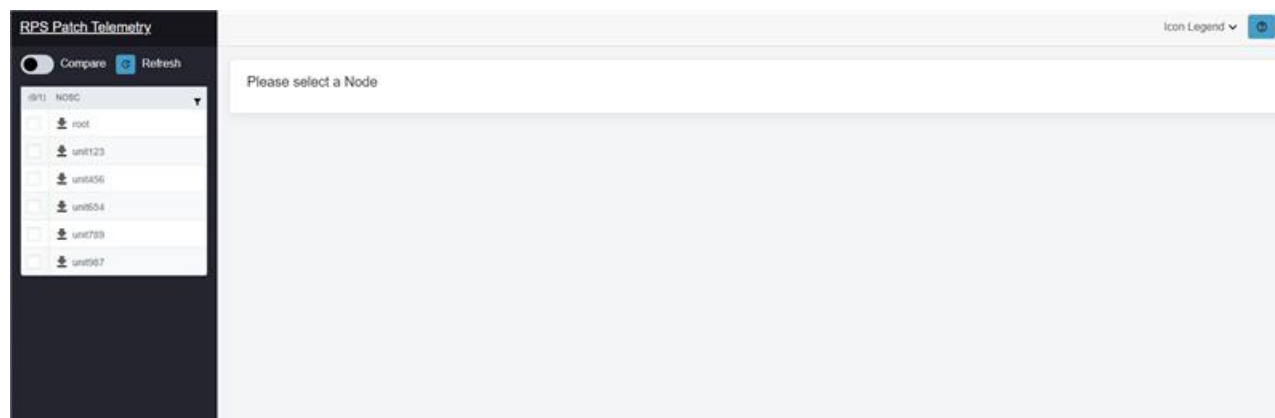 RPS Patch Telemetry
Icon Legend
Compare Refresh
Please select a Node
(0/1) NOSC
root
unit123
unit456
unit654
unit789
unit987